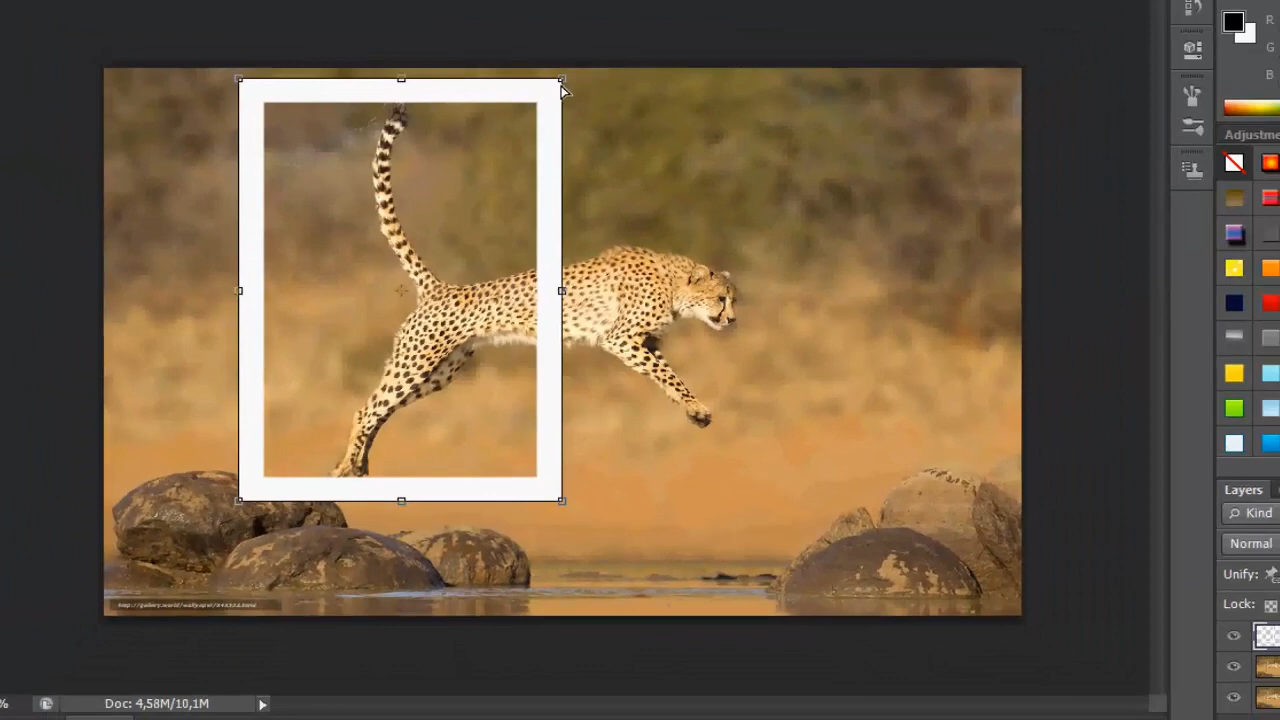 R
G
B
Adjustme
Layers
Kind
Normal
Unify:
Lock:
%
Doc: 4,58M/10,1M